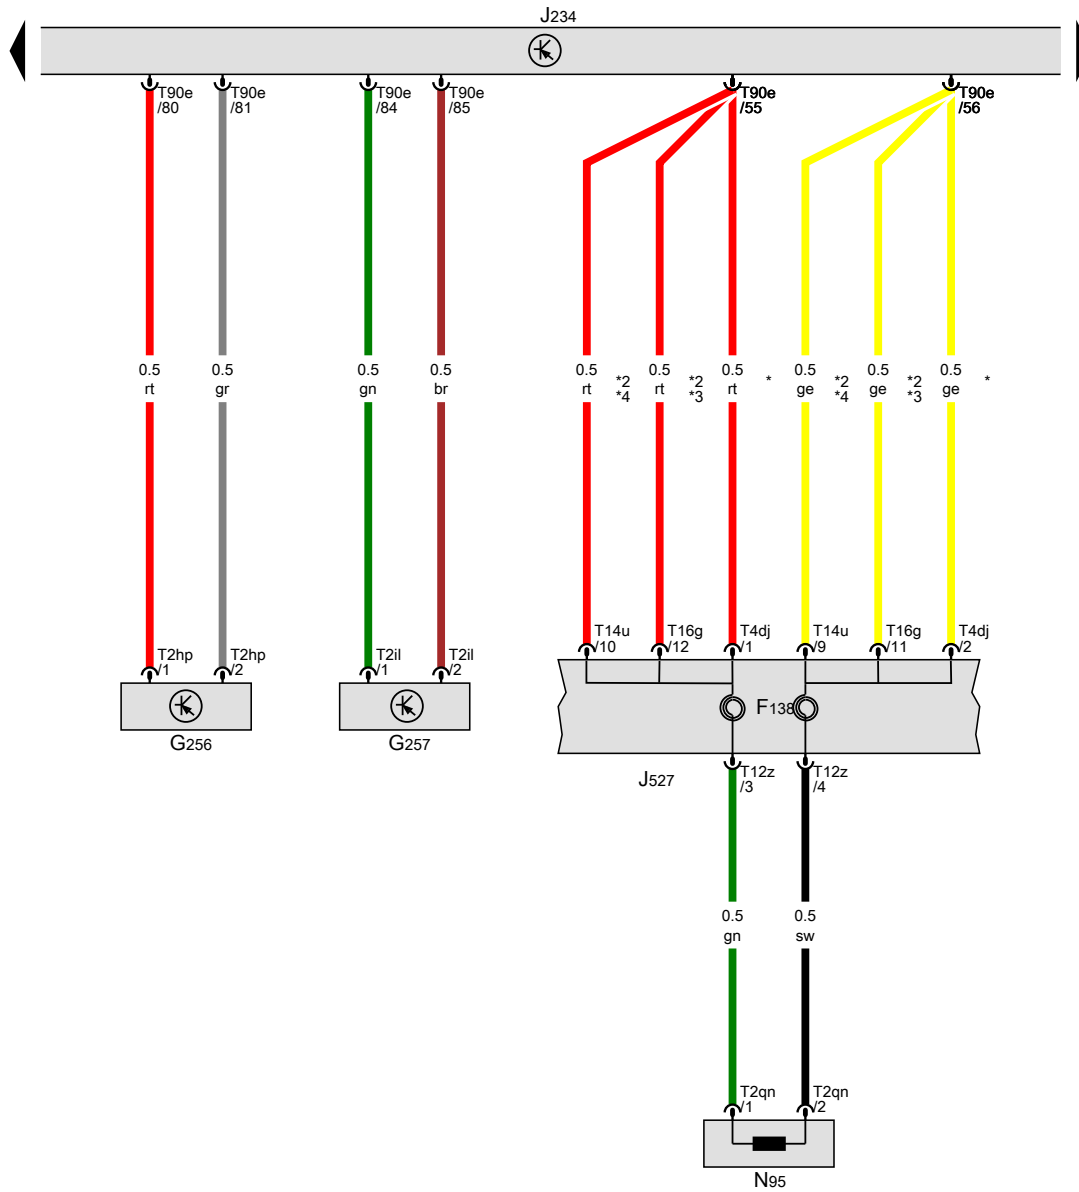 J234
T90e
/80
T90e
/81
T90e
/84
T90e
/85
T90e
/55
T90e
/56
0.5
rt
0.5
gr
0.5
gn
0.5
br
0.5
rt
*2
*4
0.5
rt
*2
*3
0.5
rt
*
0.5
ge
*2
*4
0.5
ge
*2
*3
0.5
ge
*
T14u
/10
T16g
/12
T4dj
/1
T14u
/9
T16g
/11
T4dj
/2
T2hp
/1
T2hp
/2
T2il
/1
T2il
/2
G256
G257
F138
J527
T12z
/3
T12z
/4
0.5
gn
0.5
sw
T2qn
/1
T2qn
/2
N95